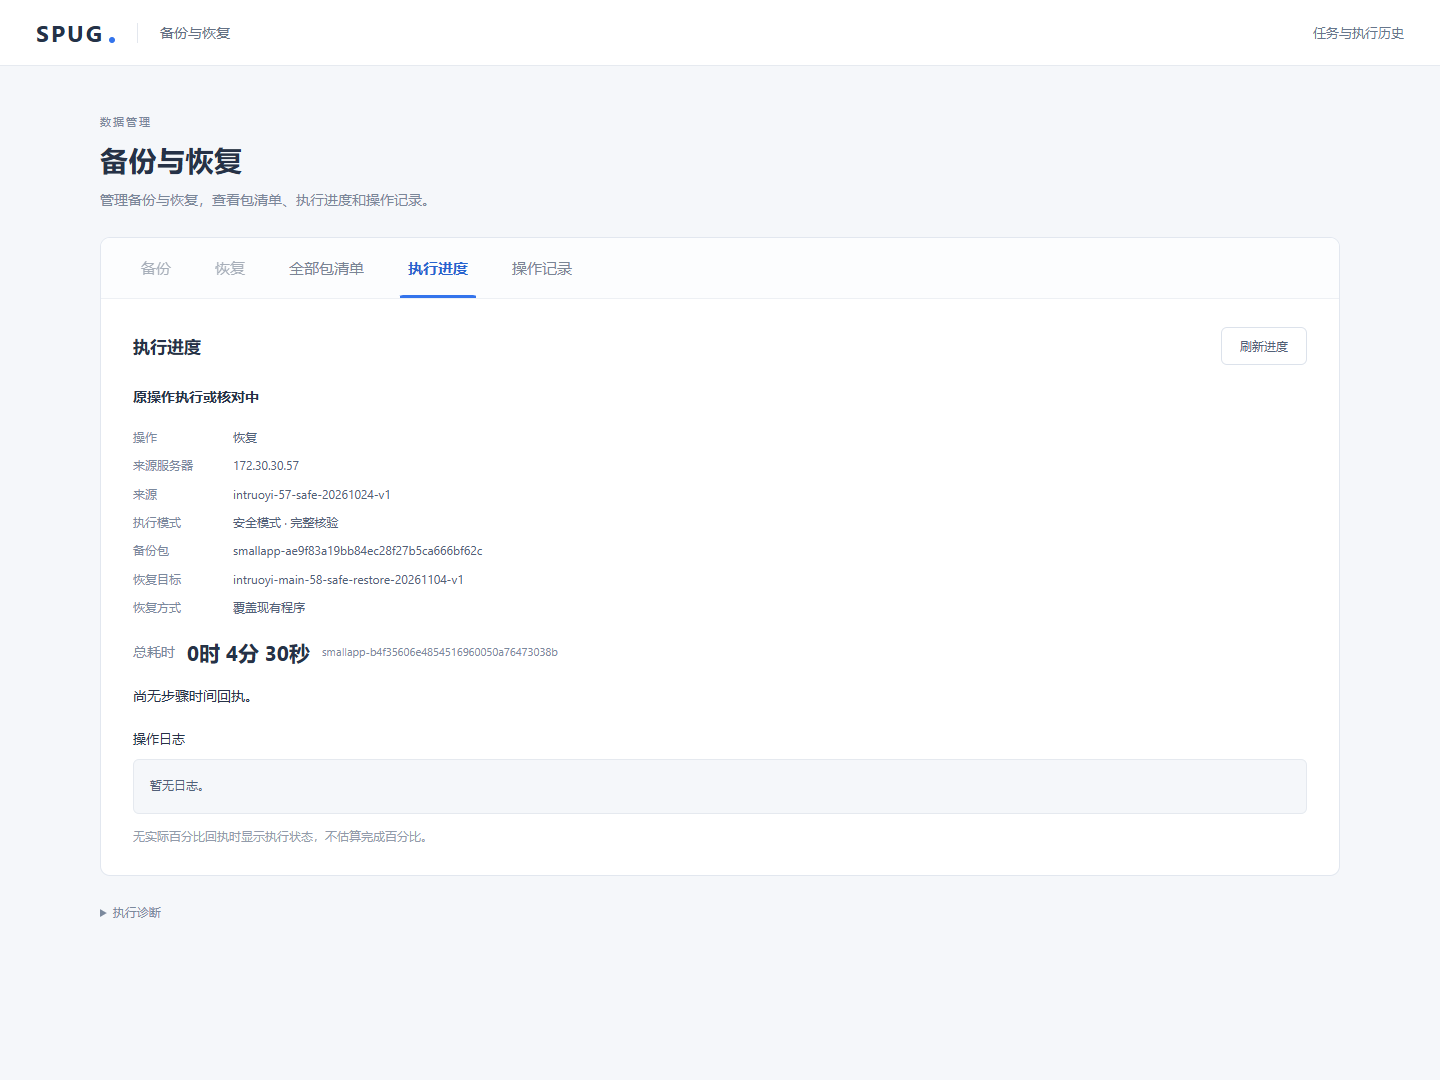 SPUG. 备份与恢复 任务与执行历史
数据管理
备份与恢复
管理备份与恢复，查看包清单、执行进度和操作记录。
备份 恢复 全部包清单 执行进度 操作记录
执行进度 刷新进度
原操作执行或核对中
操作 恢复
来源服务器 172.30.30.57
来源 intruoyi-57-safe-20261024-v1
执行模式 安全模式 · 完整核验
备份包 smallapp-ae9f83a19bb84ec28f27b5ca666bf62c
恢复目标 intruoyi-main-58-safe-restore-20261104-v1
恢复方式 覆盖现有程序
总耗时 0时 4分 30秒 smallapp-b4f35606e4854516960050a76473038b
尚无步骤时间回执。
操作日志
暂无日志。
无实际百分比回执时显示执行状态，不估算完成百分比。
执行诊断